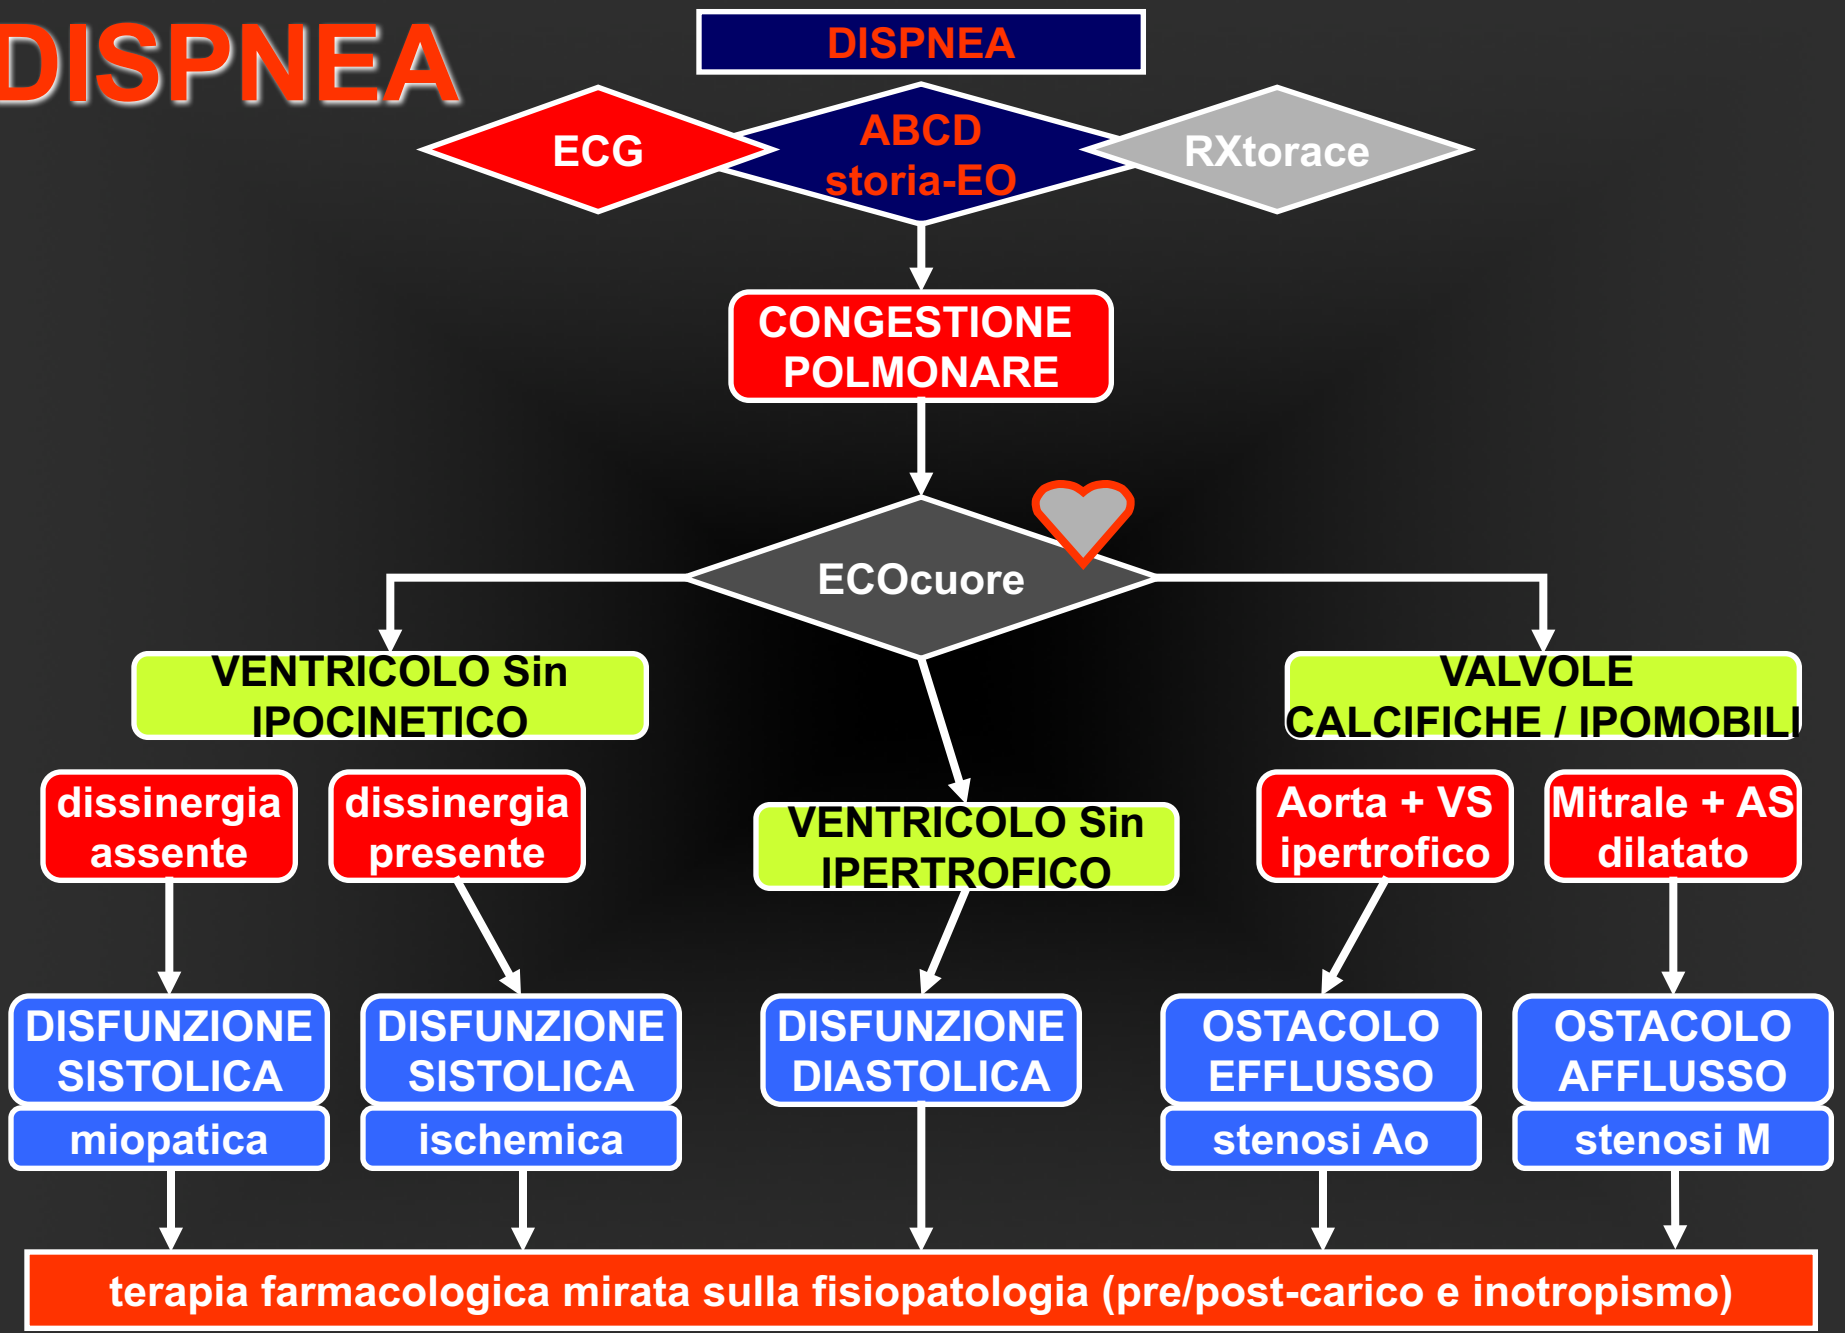 DISPNEA
DISPNEA
ECG
ABCD
storia-EO
RXtorace
CONGESTIONE
POLMONARE
ECOcuore
VENTRICOLO Sin
IPOCINETICO
VALVOLE
CALCIFICHE / IPOMOBILI
dissinergia
assente
dissinergia
presente
VENTRICOLO Sin
IPERTROFICO
Aorta + VS
ipertrofico
Mitrale + AS
dilatato
DISFUNZIONE
SISTOLICA
miopatica
DISFUNZIONE
SISTOLICA
ischemica
DISFUNZIONE
DIASTOLICA
OSTACOLO
EFFLUSSO
stenosi Ao
OSTACOLO
AFFLUSSO
stenosi M
terapia farmacologica mirata sulla fisiopatologia (pre/post-carico e inotropismo)